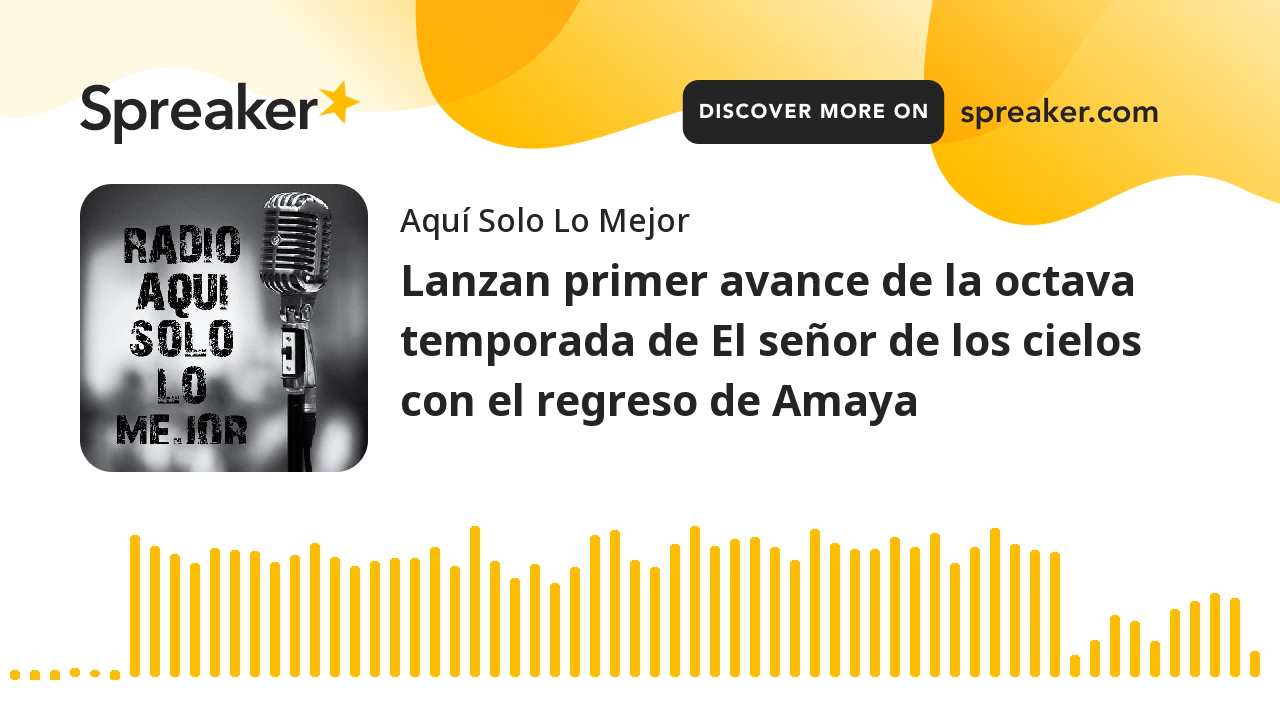 Spreaker
DISCOVER MORE ON
spreaker.com
RADIO
AQUI
SOLO
LO
MEJOR
Aquí Solo Lo Mejor
Lanzan primer avance de la octava
temporada de El señor de los cielos
con el regreso de Amaya